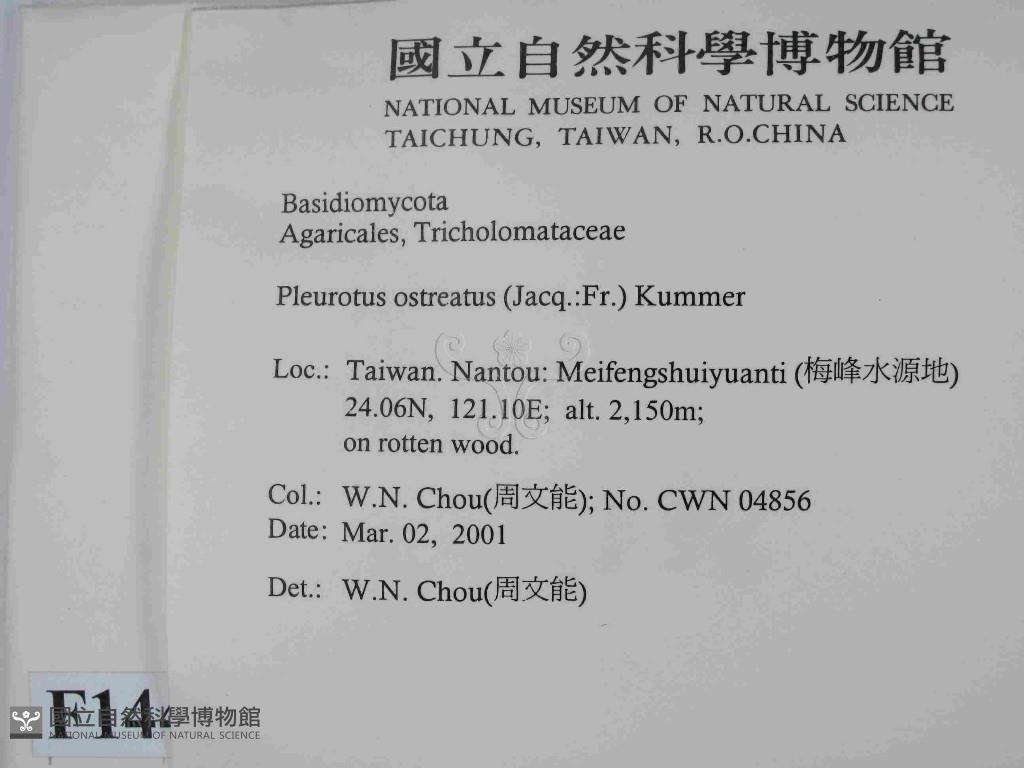 國立自然科學博物館
NATIONAL MUSEUM OF NATURAL SCIENCE
TAICHUNG, TAIWAN, R.O.CHINA
Basidiomycota
Agaricales, Tricholomataceae
Pleurotus ostreatus (Jacq.:Fr.) Kummer
Loc.: Taiwan. Nantou: Meifengshuiyuanti (梅峰水源地)
24.06N, 121.10E; alt. 2,150m;
on rotten wood.
Col.: W.N. Chou(周文能); No. CWN 04856
Date: Mar. 02, 2001
Det.: W.N. Chou(周文能)
F14
國立自然科學博物館
NATIONAL MUSEUM OF NATURAL SCIENCE